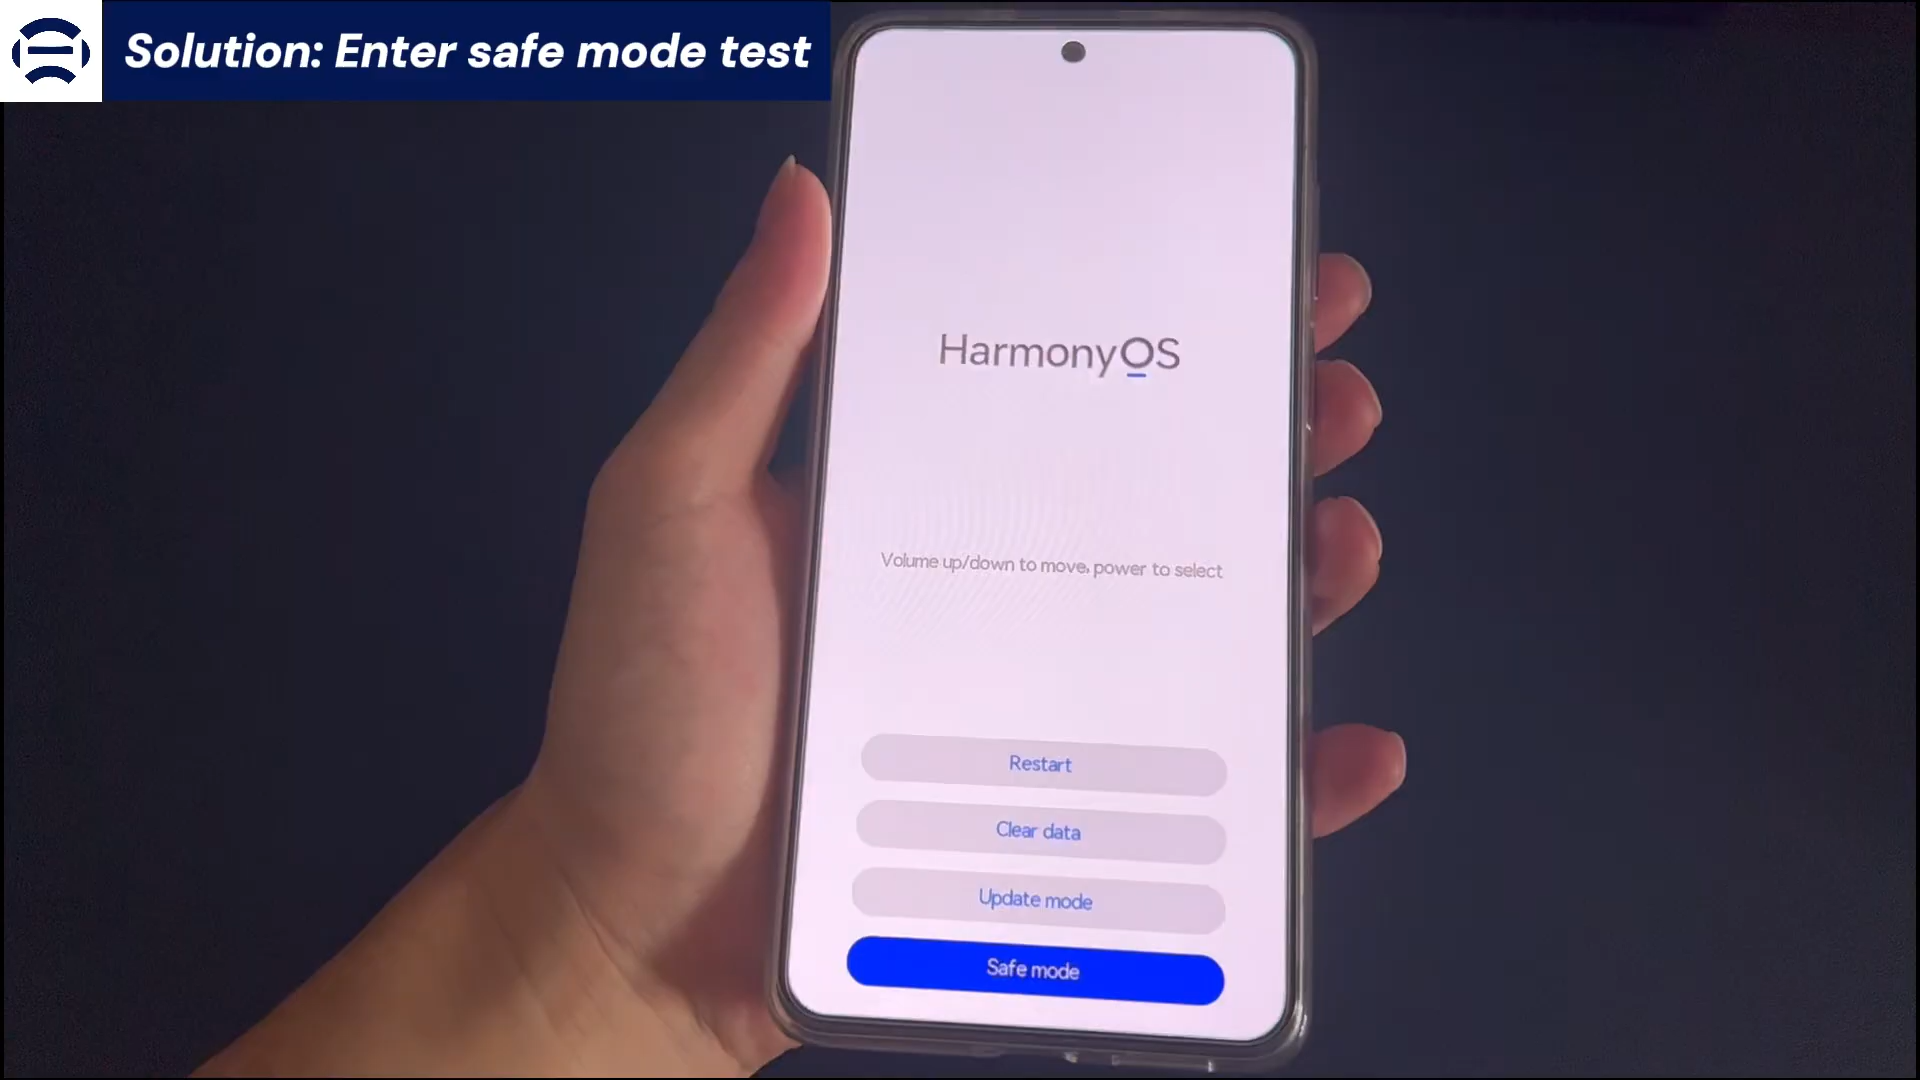 Solution: Enter safe mode test
HarmonyOS
Volume up/down to move, power to select
Restart
Clear data
Update mode
Safe mode